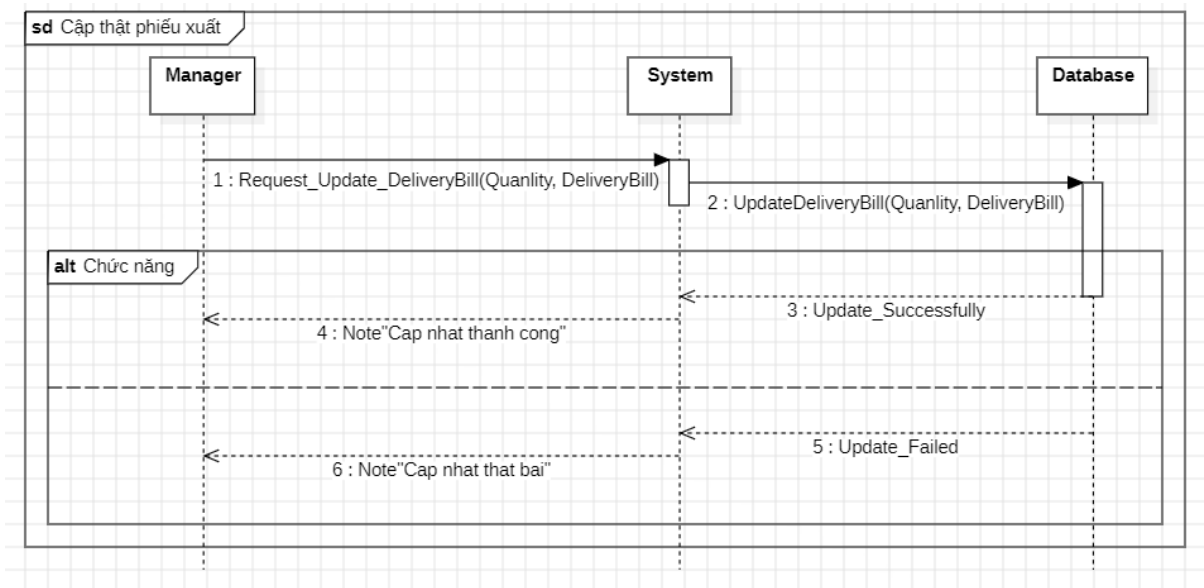 sd Cập thật phiếu xuất
Manager
System
Database
1 : Request_Update_DeliveryBill(Quanlity, DeliveryBill)
2 : UpdateDeliveryBill(Quanlity, DeliveryBill)
alt Chức năng
3 : Update_Successfully
4 : Note"Cap nhat thanh cong"
5 : Update_Failed
6 : Note"Cap nhat that bai"